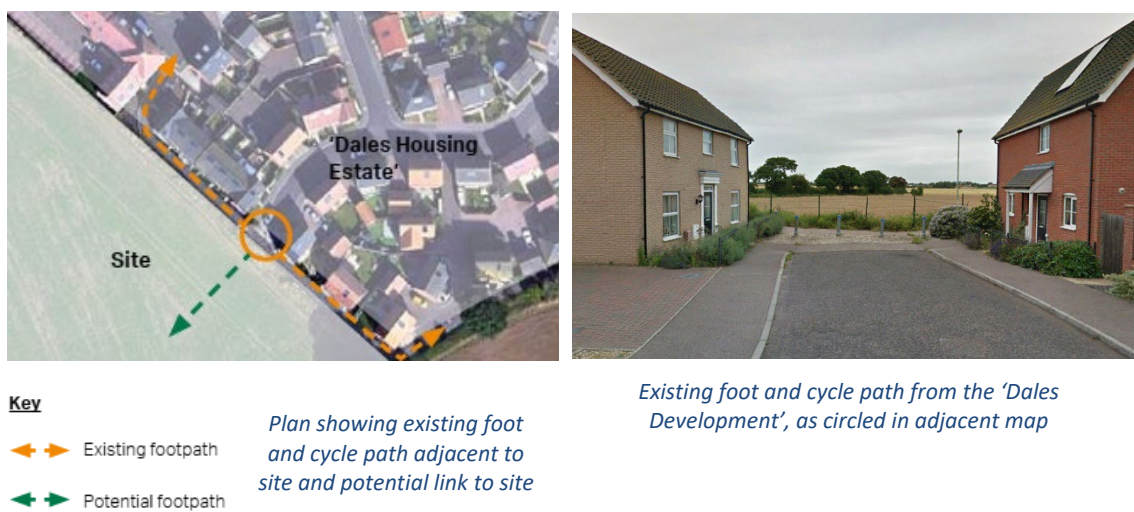 'Dales Housing
Estate'
Site
Key
Existing footpath
Potential footpath
Plan showing existing foot
and cycle path adjacent to
site and potential link to site
Existing foot and cycle path from the ‘Dales
Development’, as circled in adjacent map